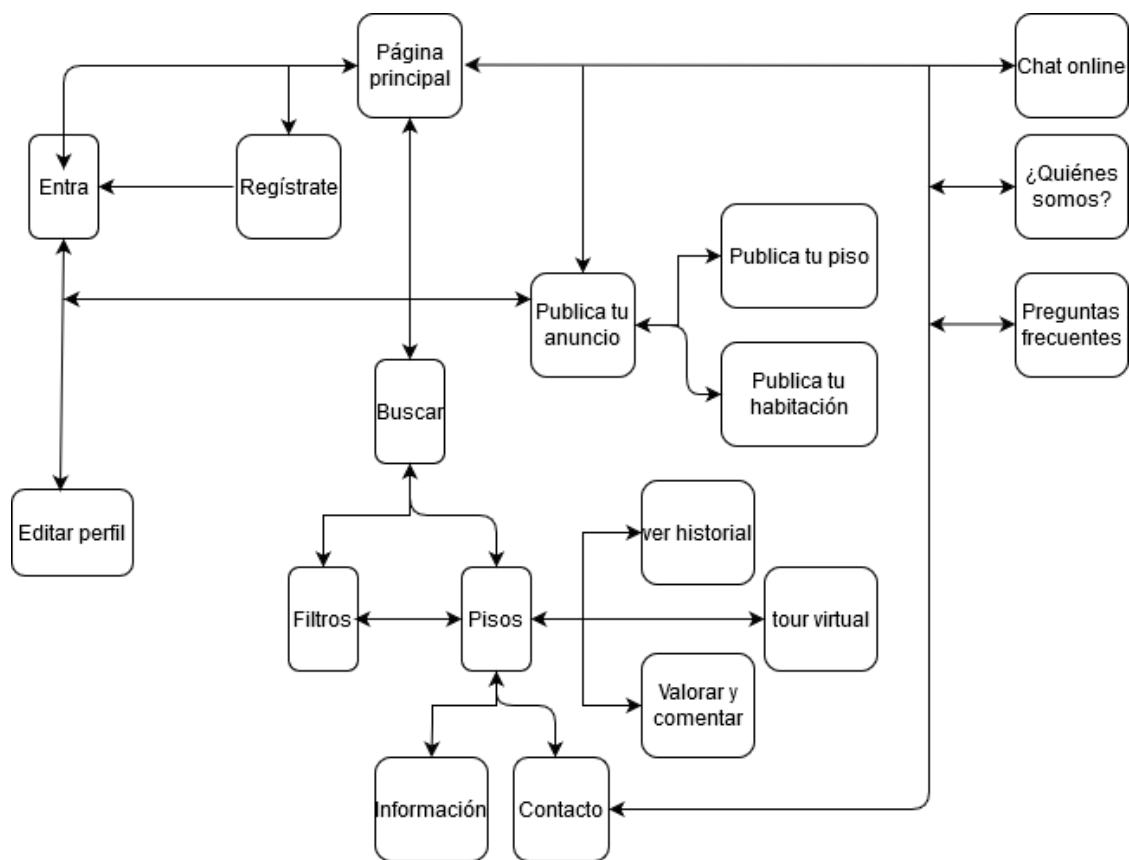 Página
principal
Chat online
Entra
Regístrate
¿Quiénes
somos?
Publica tu piso
Publica tu
anuncio
Preguntas
frecuentes
Publica tu
habitación
Buscar
Editar perfil
ver historial
Filtros
Pisos
tour virtual
Valorar y
comentar
Información
Contacto